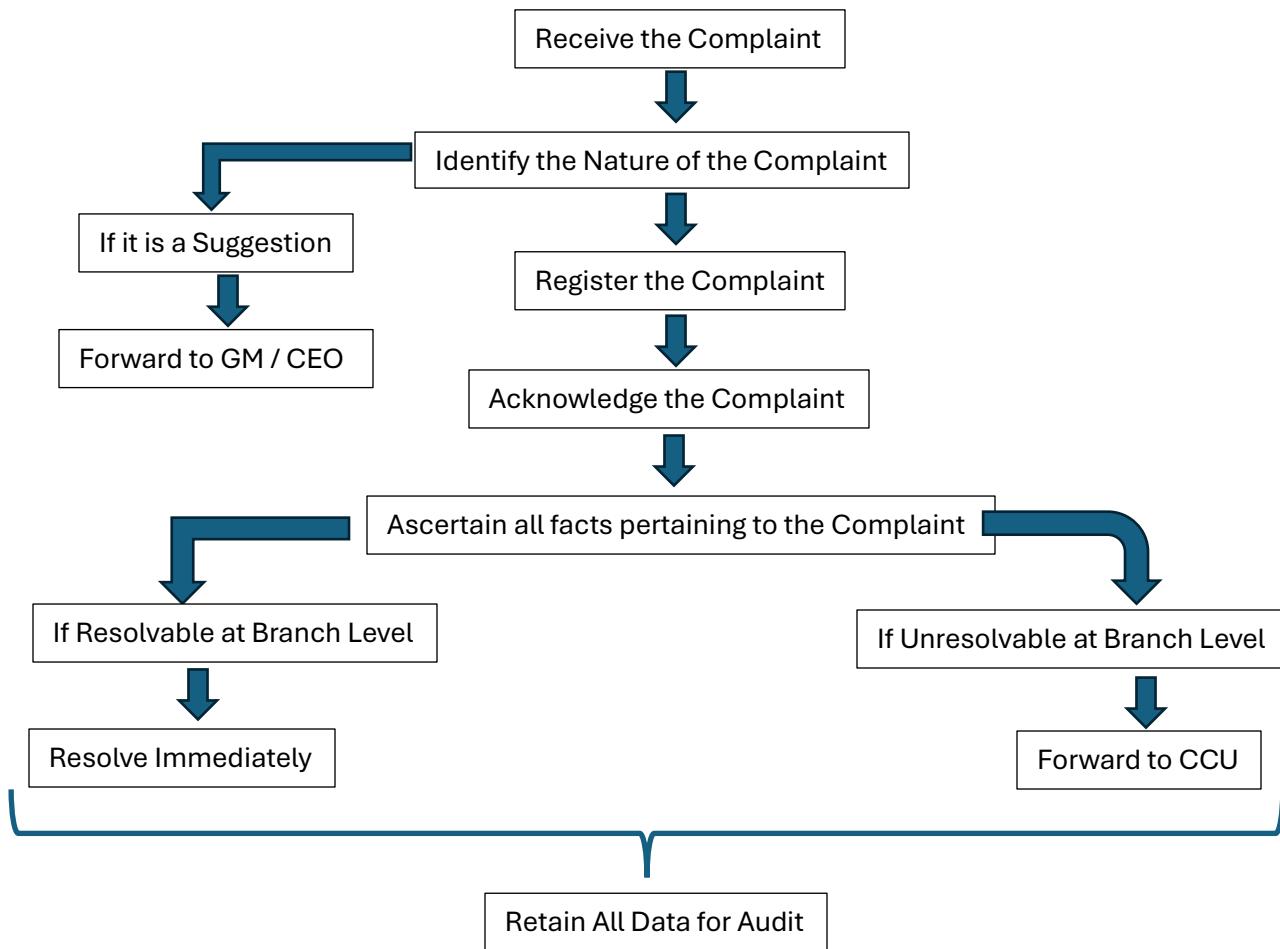 Receive the Complaint
Identify the Nature of the Complaint
If it is a Suggestion
Register the Complaint
Forward to GM / CEO
Acknowledge the Complaint
Ascertain all facts pertaining to the Complaint
If Resolvable at Branch Level
If Unresolvable at Branch Level
Resolve Immediately
Forward to CCU
Retain All Data for Audit